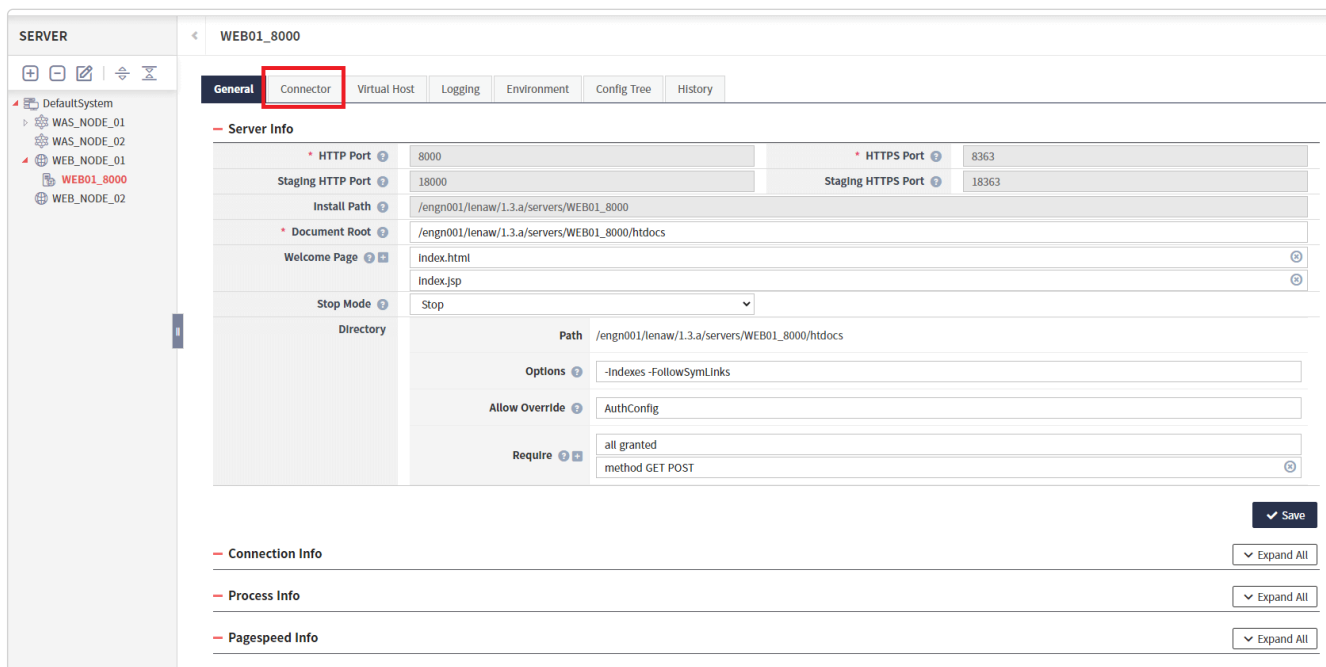 SERVER
WEB01_8000
General Connector Virtual Host Logging Environment Config Tree History
DefaultSystem
WAS_NODE_01
WAS_NODE_02
WEB_NODE_01
WEB01_8000
WEB_NODE_02
Server Info
* HTTP Port 8000 * HTTPS Port 8363
Staging HTTP Port 18000 Staging HTTPS Port 18363
Install Path /engn001/lenaw/1.3.a/servers/WEB01_8000
* Document Root /engn001/lenaw/1.3.a/servers/WEB01_8000/htdocs
Welcome Page index.html
index.jsp
Stop Mode Stop
Directory Path /engn001/lenaw/1.3.a/servers/WEB01_8000/htdocs
Options -Indexes -FollowSymLinks
Allow Override AuthConfig
Require all granted
method GET POST
Save
Connection Info Expand All
Process Info Expand All
Pagespeed Info Expand All